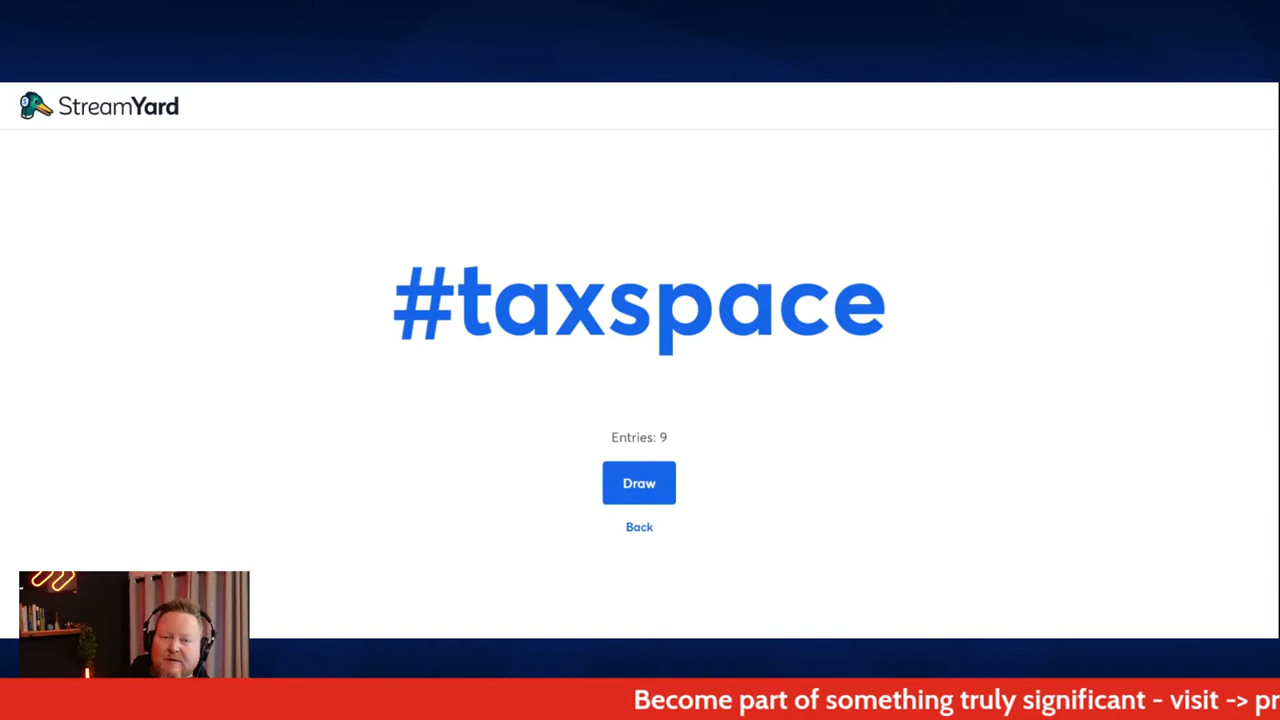 StreamYard
#taxspace
Entries: 9
Draw
Back
Become part of something truly significant - visit -> pr